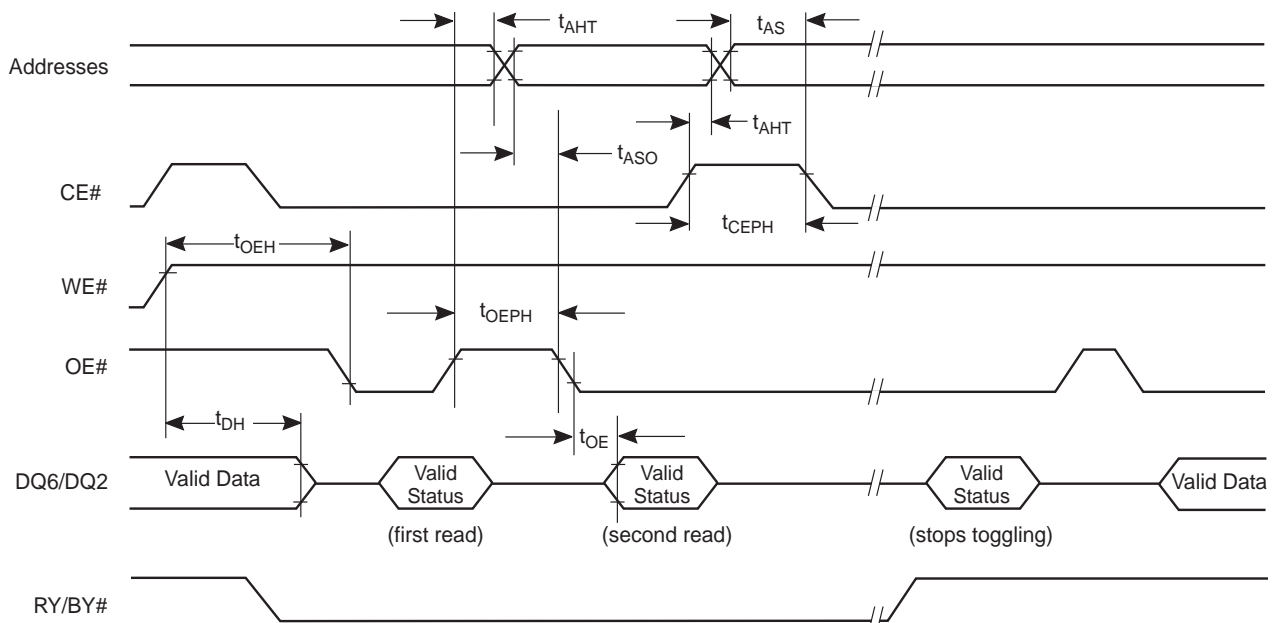 tAHT
tAS
Addresses
tAHT
tASO
CE#
tCEPH
tOEH
WE#
tOEPH
OE#
tDH
tOE
DQ6/DQ2
Valid Data
Valid
Status
Valid
Status
Valid
Status
Valid Data
(first read)
(second read)
(stops toggling)
RY/BY#